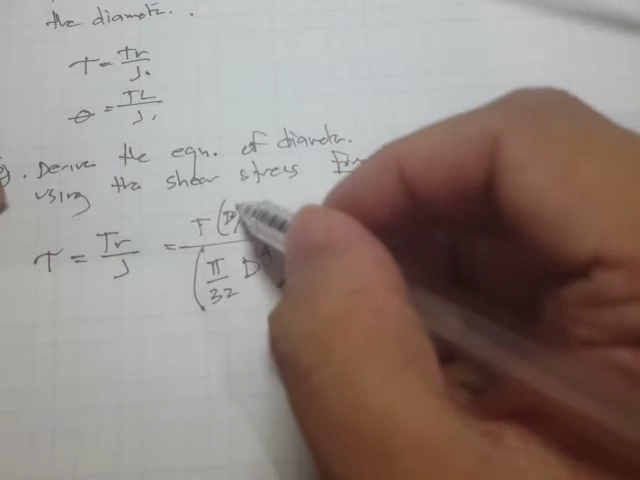 the diameter.
τ = Tr/J.
θ = TL/J.
. Derive the eqn. of diameter.
using the shear stress
τ = Tr/J = T(D)/(π/32 D⁴